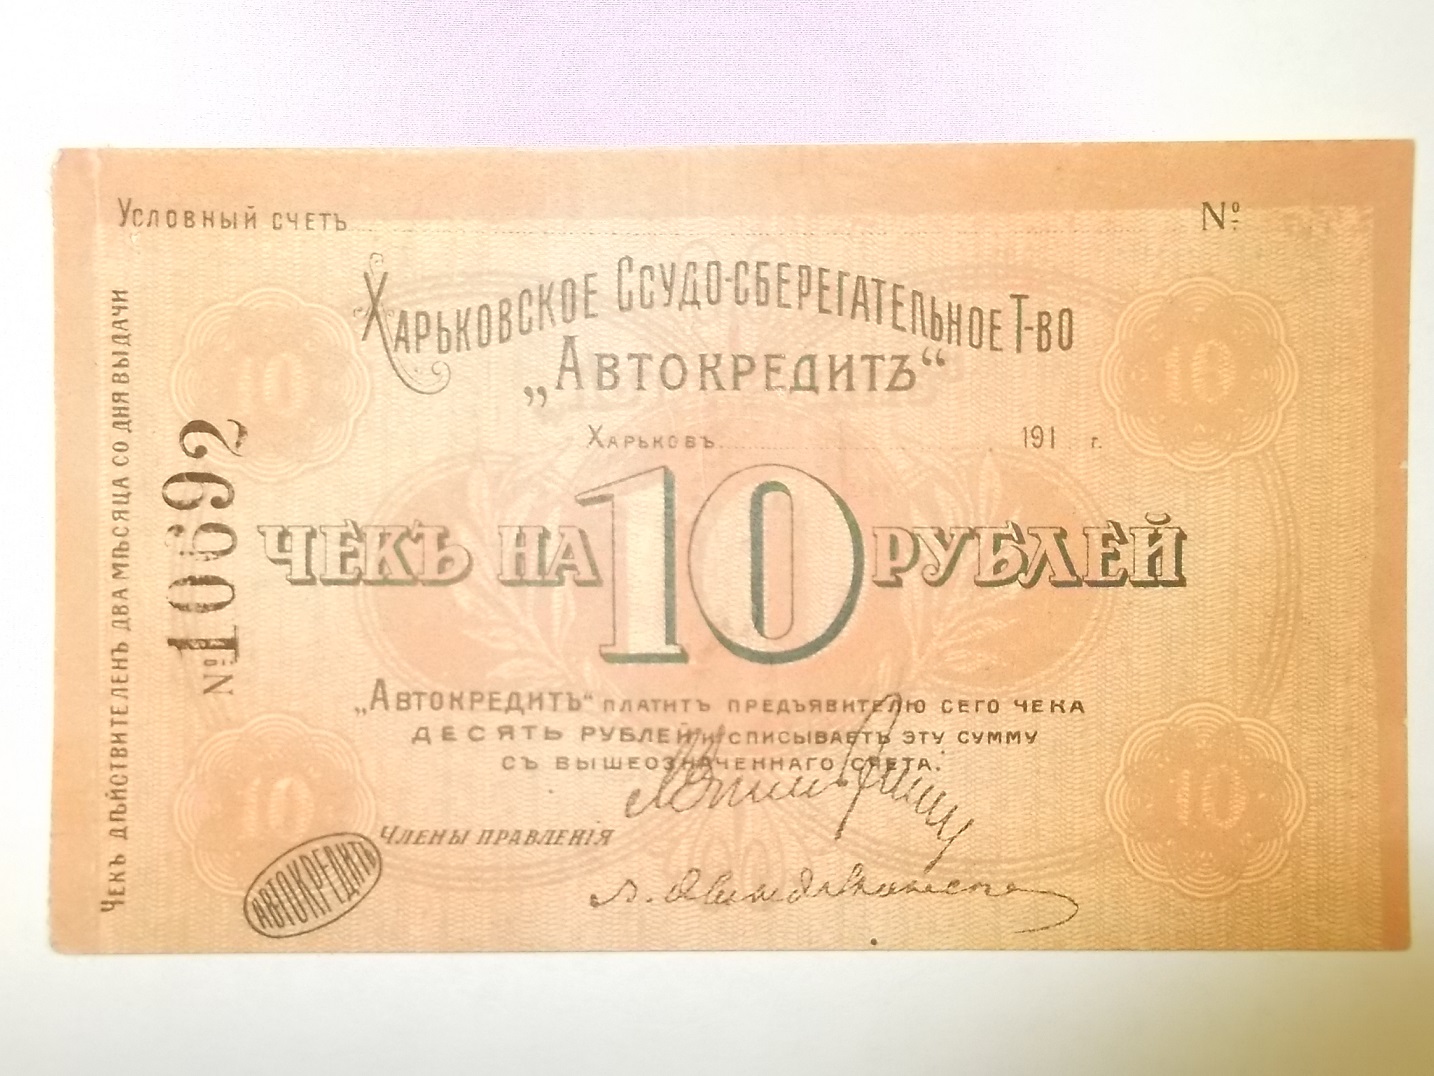 Условный счетъ № 
Харьковское Ссудо-сберегательное Т-во
„Автокредитъ“
Харьковъ 191 г.
ЧЕКЪ НА 10 РУБЛЕЙ
„Автокредитъ“ платитъ предъявителю сего чека
десять рублей и списываетъ эту сумму
съ вышеозначеннаго счета.
Члены правленія
АВТОКРЕДИТЪ
Чекъ дѣйствителенъ два мѣсяца со дня выдачи
№ 10692
10
10
10
10